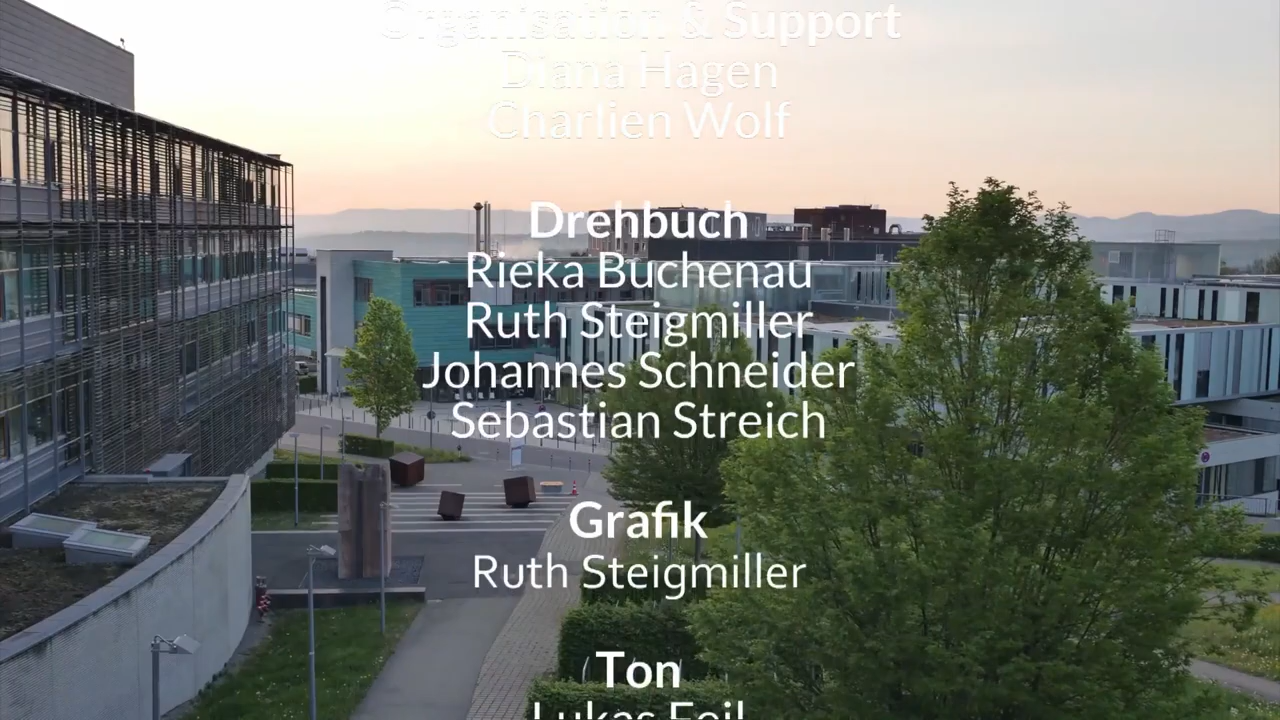 Organisation & Support
Diana Hagen
Charlien Wolf
Drehbuch
Rieka Buchenau
Ruth Steigmiller
Johannes Schneider
Sebastian Streich
Grafik
Ruth Steigmiller
Ton
Lukas